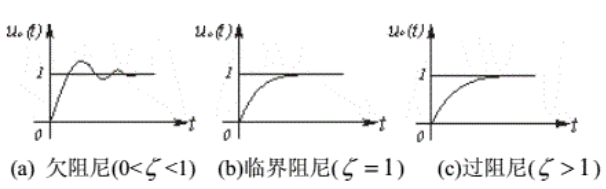 uₒ(t) uₒ(t) uₒ(t)
1 1 1
0 t 0 t 0 t
(a) 欠阻尼(0<ζ<1) (b)临界阻尼(ζ=1) (c)过阻尼(ζ>1)